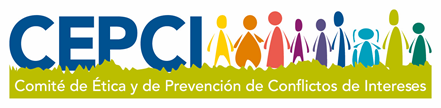 CEPCI
Comité de Ética y de Prevención de Conflictos de Intereses